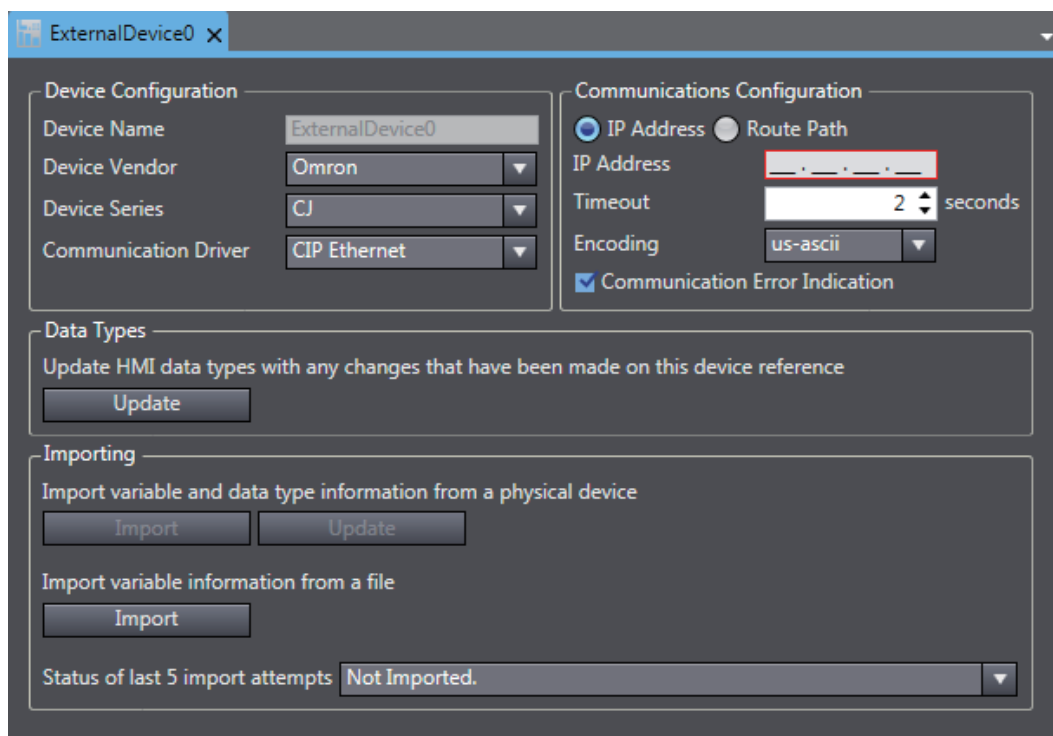 ExternalDevice0
Device Configuration
Device Name ExternalDevice0
Device Vendor Omron
Device Series CJ
Communication Driver CIP Ethernet
Communications Configuration
IP Address Route Path
IP Address __ . __ . __ . __
Timeout 2 seconds
Encoding us-ascii
Communication Error Indication
Data Types
Update HMI data types with any changes that have been made on this device reference
Update
Importing
Import variable and data type information from a physical device
Import Update
Import variable information from a file
Import
Status of last 5 import attempts Not Imported.